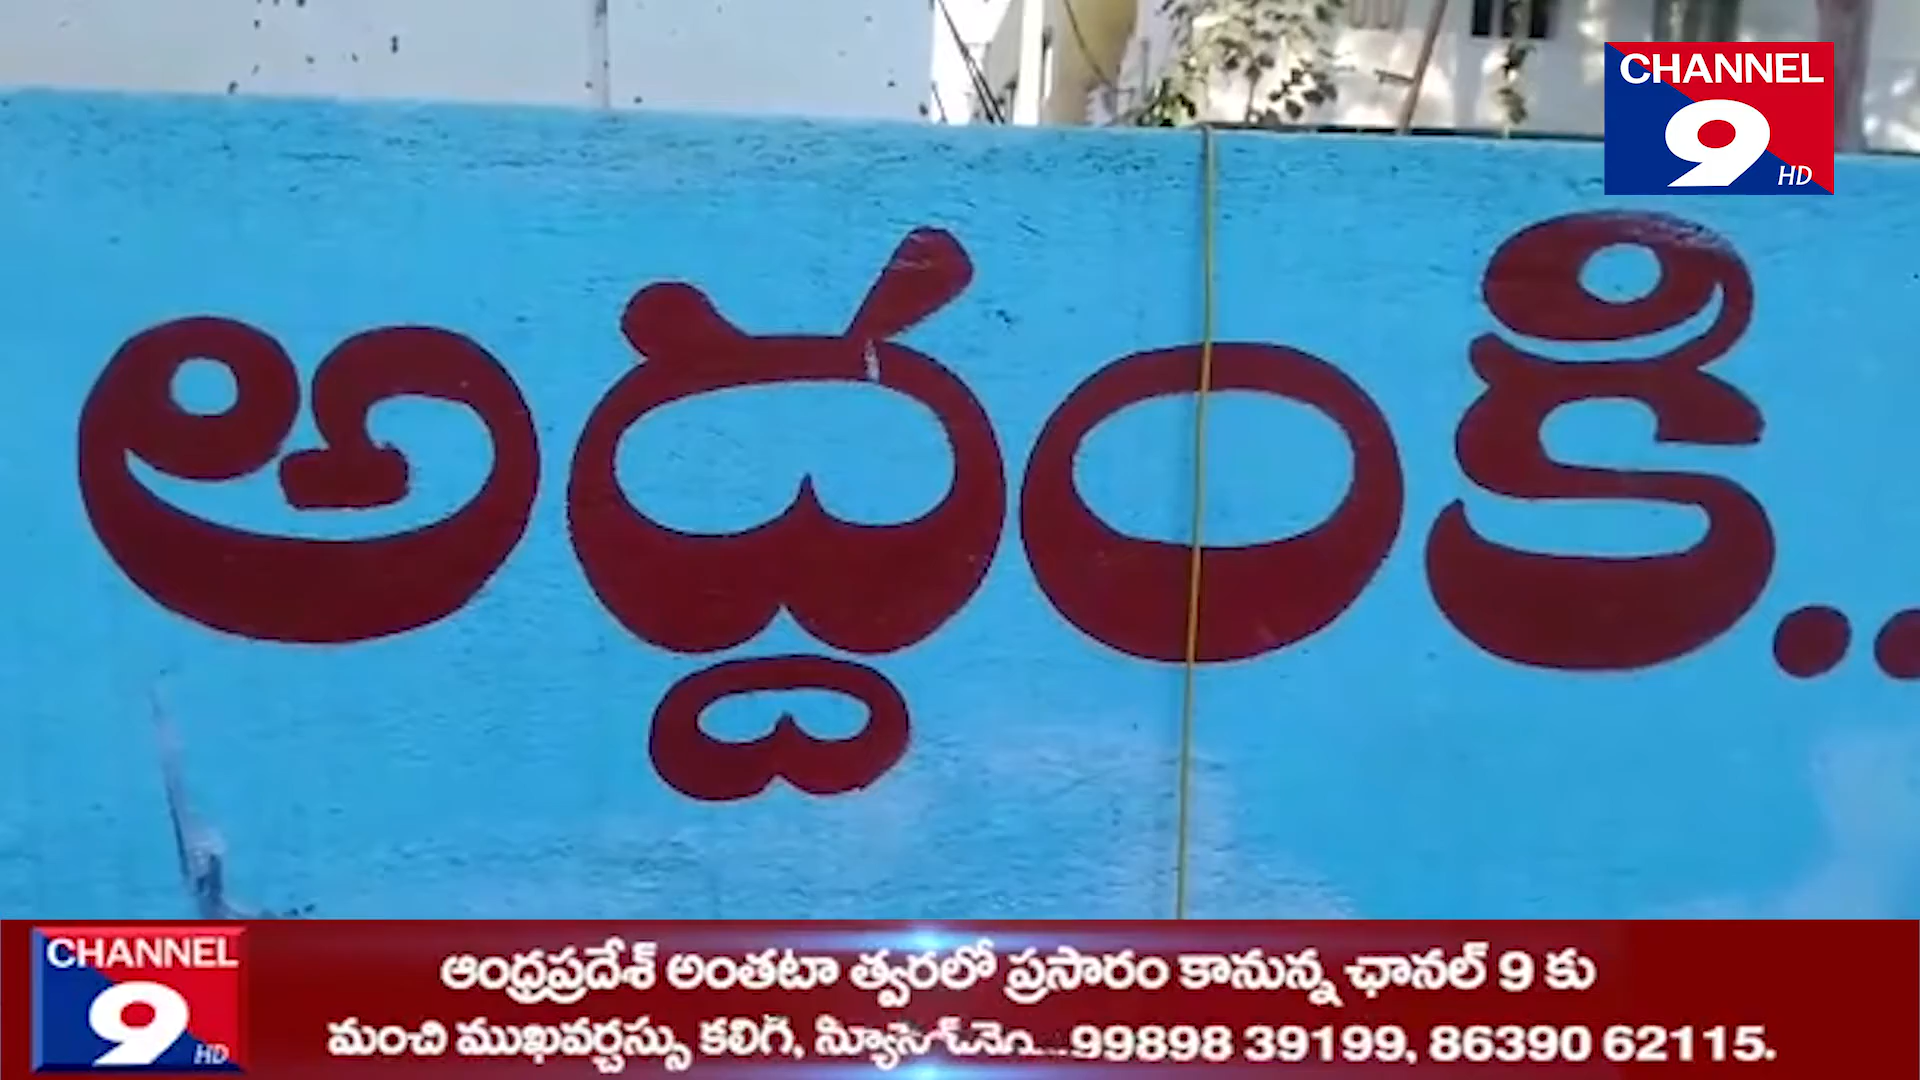 CHANNEL
9
HD
అద్దంకి..
CHANNEL
9
HD
ఆంధ్రప్రదేశ్ అంతటా త్వరలో ప్రసారం కానున్న ఛానల్ 9 కు
మంచి ముఖవర్చస్సు కలిగి, 99898 39199, 86390 62115.